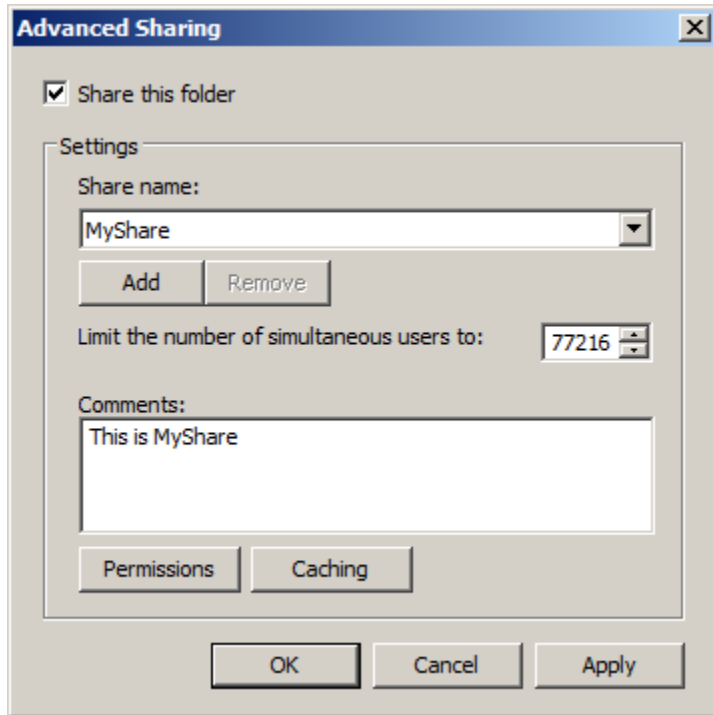 Advanced Sharing
Share this folder
Settings
Share name:
MyShare
Add Remove
Limit the number of simultaneous users to: 77216
Comments:
This is MyShare
Permissions Caching
OK Cancel Apply